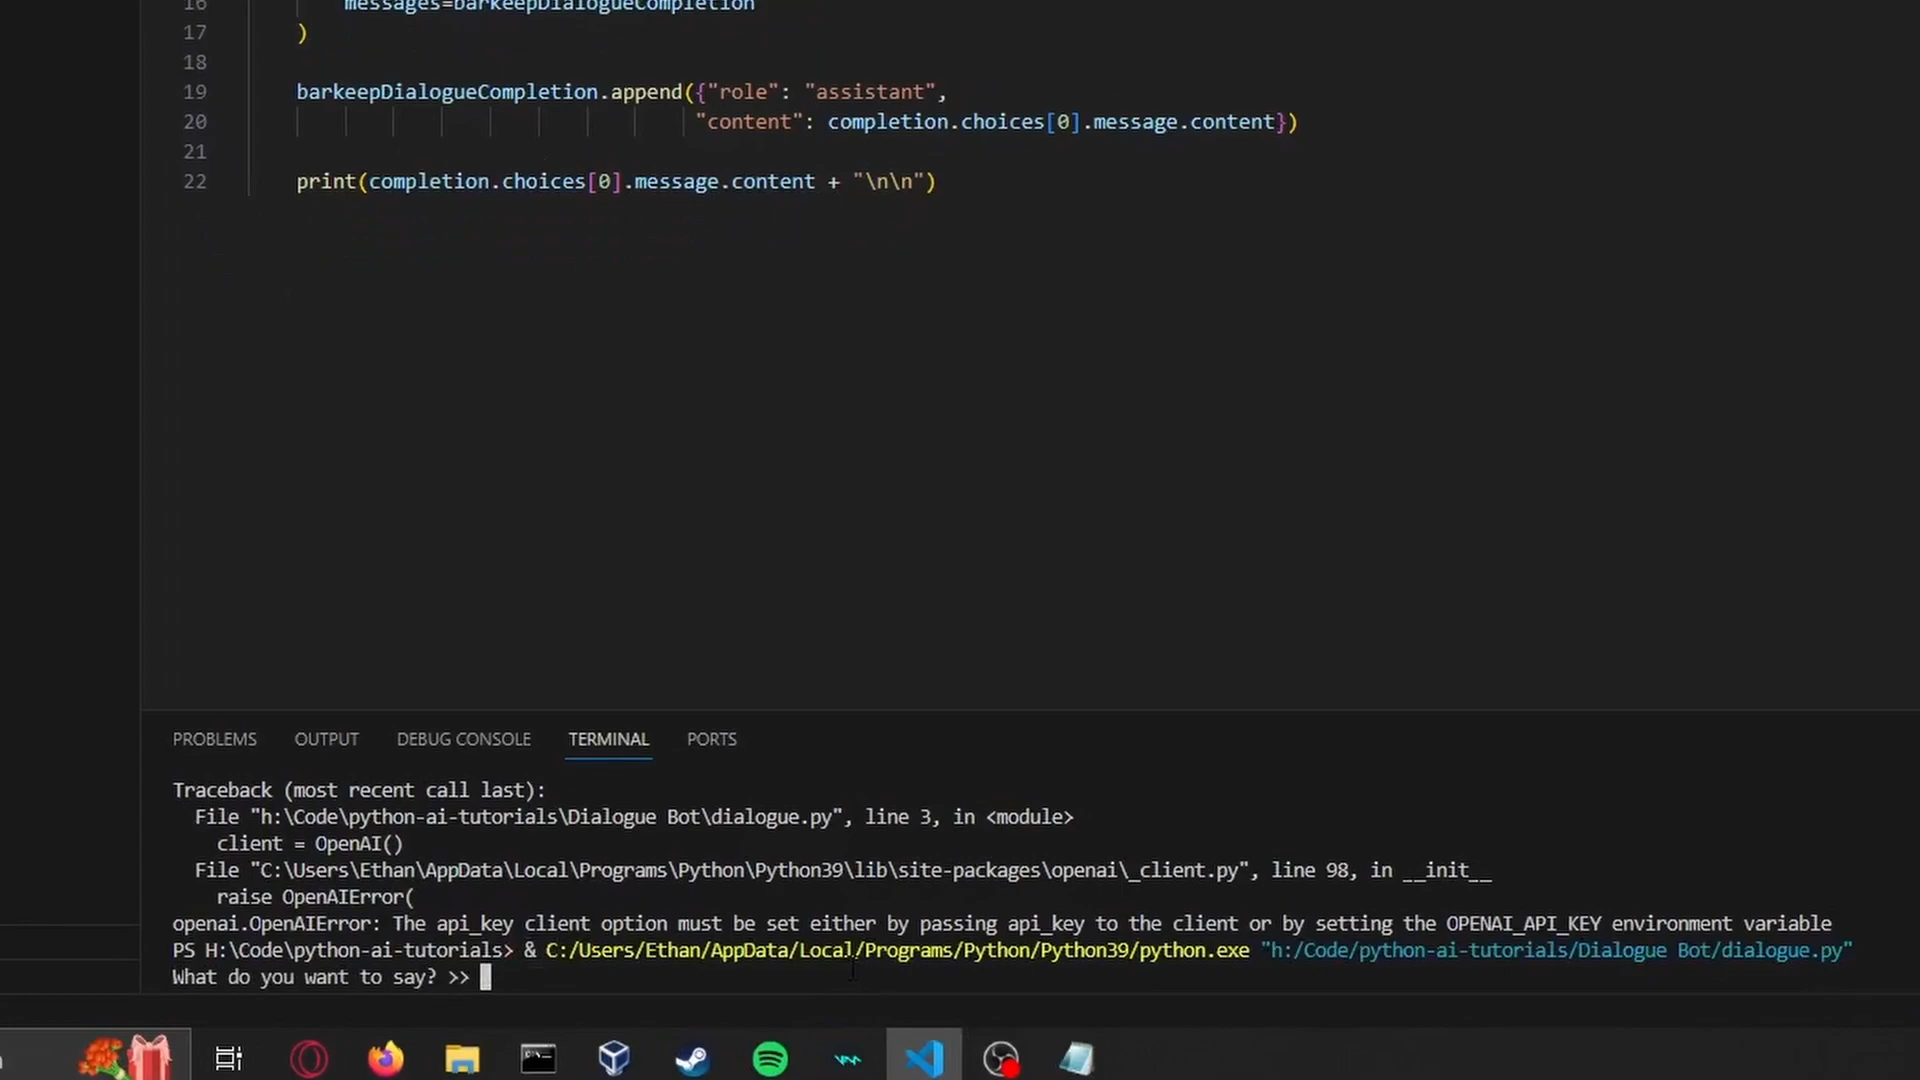 16 messages=barkeepDialogueCompletion
17 )
18
19 barkeepDialogueCompletion.append({"role": "assistant",
20 "content": completion.choices[0].message.content})
21
22 print(completion.choices[0].message.content + "\n\n")
PROBLEMS OUTPUT DEBUG CONSOLE TERMINAL PORTS
Traceback (most recent call last):
File "h:\Code\python-ai-tutorials\Dialogue Bot\dialogue.py", line 3, in <module>
client = OpenAI()
File "C:\Users\Ethan\AppData\Local\Programs\Python\Python39\lib\site-packages\openai\_client.py", line 98, in __init__
raise OpenAIError(
openai.OpenAIError: The api_key client option must be set either by passing api_key to the client or by setting the OPENAI_API_KEY environment variable
PS H:\Code\python-ai-tutorials> & C:/Users/Ethan/AppData/Local/Programs/Python/Python39/python.exe "h:/Code/python-ai-tutorials/Dialogue Bot/dialogue.py"
What do you want to say? >>